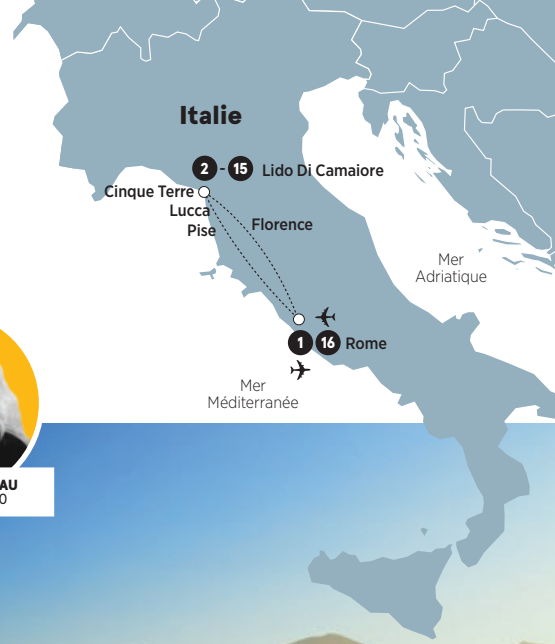 Italie
2 - 15 Lido Di Camaiore
Cinque Terre
Lucca
Florence
Pise
Mer
Adriatique
1 16 Rome
Mer
Méditerranée
AU
0